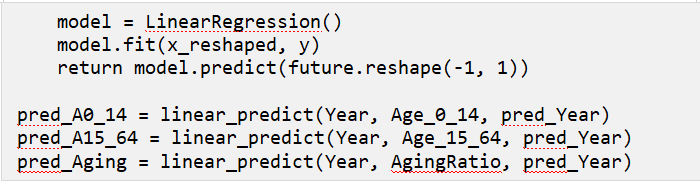 model = LinearRegression()
model.fit(x_reshaped, y)
return model.predict(future.reshape(-1, 1))
pred_A0_14 = linear_predict(Year, Age_0_14, pred_Year)
pred_A15_64 = linear_predict(Year, Age_15_64, pred_Year)
pred_Aging = linear_predict(Year, AgingRatio, pred_Year)